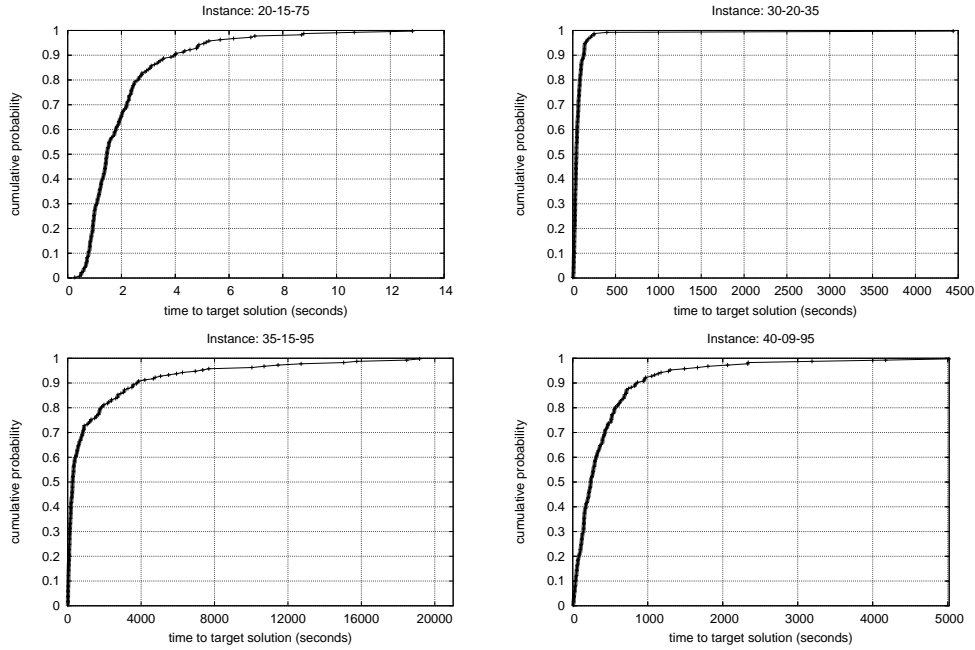 Instance: 20-15-75
1
0.9
0.8
0.7
0.6
0.5
0.4
0.3
0.2
0.1
0
cumulative probability
0 2 4 6 8 10 12 14
time to target solution (seconds)
Instance: 30-20-35
1
0.9
0.8
0.7
0.6
0.5
0.4
0.3
0.2
0.1
0
cumulative probability
0 500 1000 1500 2000 2500 3000 3500 4000 4500
time to target solution (seconds)
Instance: 35-15-95
1
0.9
0.8
0.7
0.6
0.5
0.4
0.3
0.2
0.1
0
cumulative probability
0 4000 8000 12000 16000 20000
time to target solution (seconds)
Instance: 40-09-95
1
0.9
0.8
0.7
0.6
0.5
0.4
0.3
0.2
0.1
0
cumulative probability
0 1000 2000 3000 4000 5000
time to target solution (seconds)